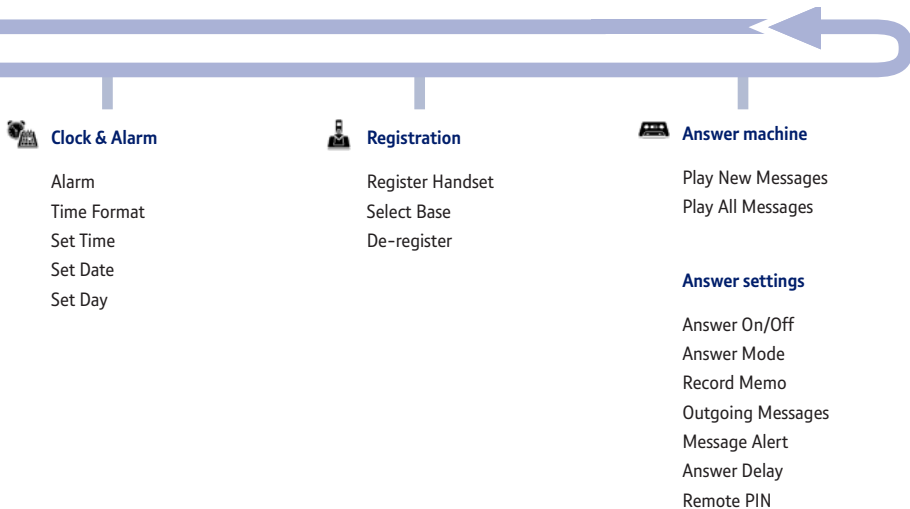 Clock & Alarm
Alarm
Time Format
Set Time
Set Date
Set Day
Registration
Register Handset
Select Base
De-register
Answer machine
Play New Messages
Play All Messages
Answer settings
Answer On/Off
Answer Mode
Record Memo
Outgoing Messages
Message Alert
Answer Delay
Remote PIN